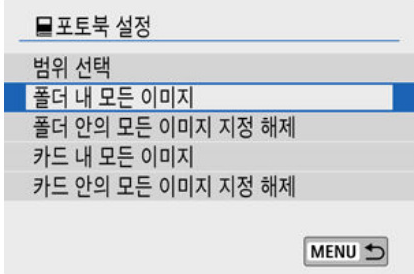 포토북 설정
범위 선택
폴더 내 모든 이미지
폴더 안의 모든 이미지 지정 해제
카드 내 모든 이미지
카드 안의 모든 이미지 지정 해제
MENU